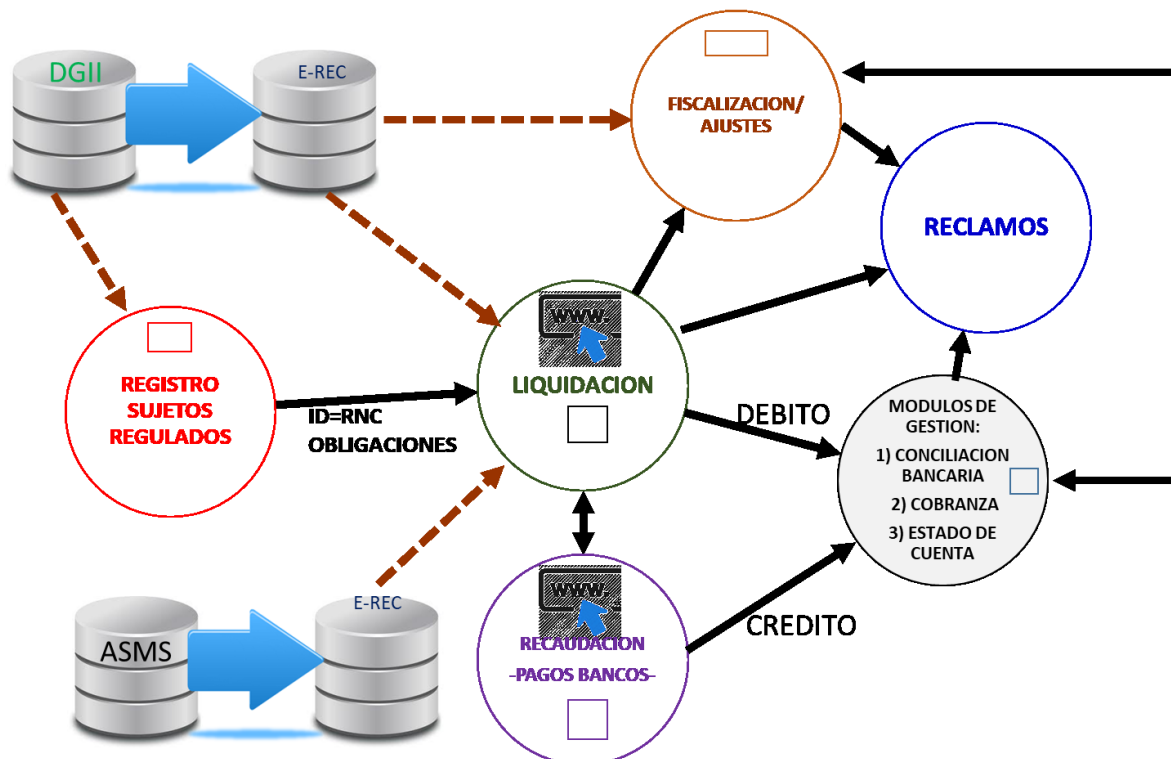 DGII
E-REC
FISCALIZACION/
AJUSTES
RECLAMOS
www.
LIQUIDACION
REGISTRO
SUJETOS
REGULADOS
ID=RNC
OBLIGACIONES
DEBITO
MODULOS DE
GESTION:
1) CONCILIACION
BANCARIA
2) COBRANZA
3) ESTADO DE
CUENTA
www.
RECAUDACION
-PAGOS BANCOS-
CREDITO
E-REC
ASMS